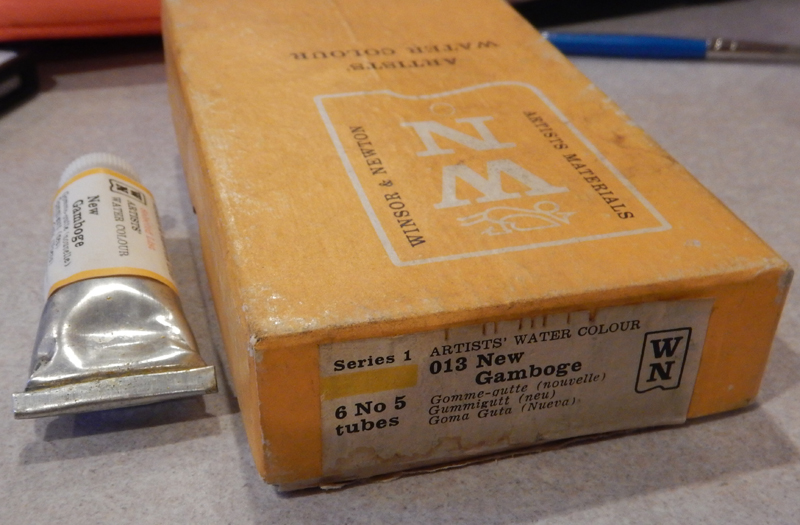 ARTISTS'
WATER COLOUR
ARTISTS MATERIALS
WN
WINSOR & NEWTON
Series 1
6 No 5
tubes
ARTISTS' WATER COLOUR
013 New
Gamboge
Gomme-gutte (nouvelle)
Gummigutt (neu)
Goma Guta (Nueva)
W
N
WN
ARTISTS'
WATER COLOUR
New
Gamboge